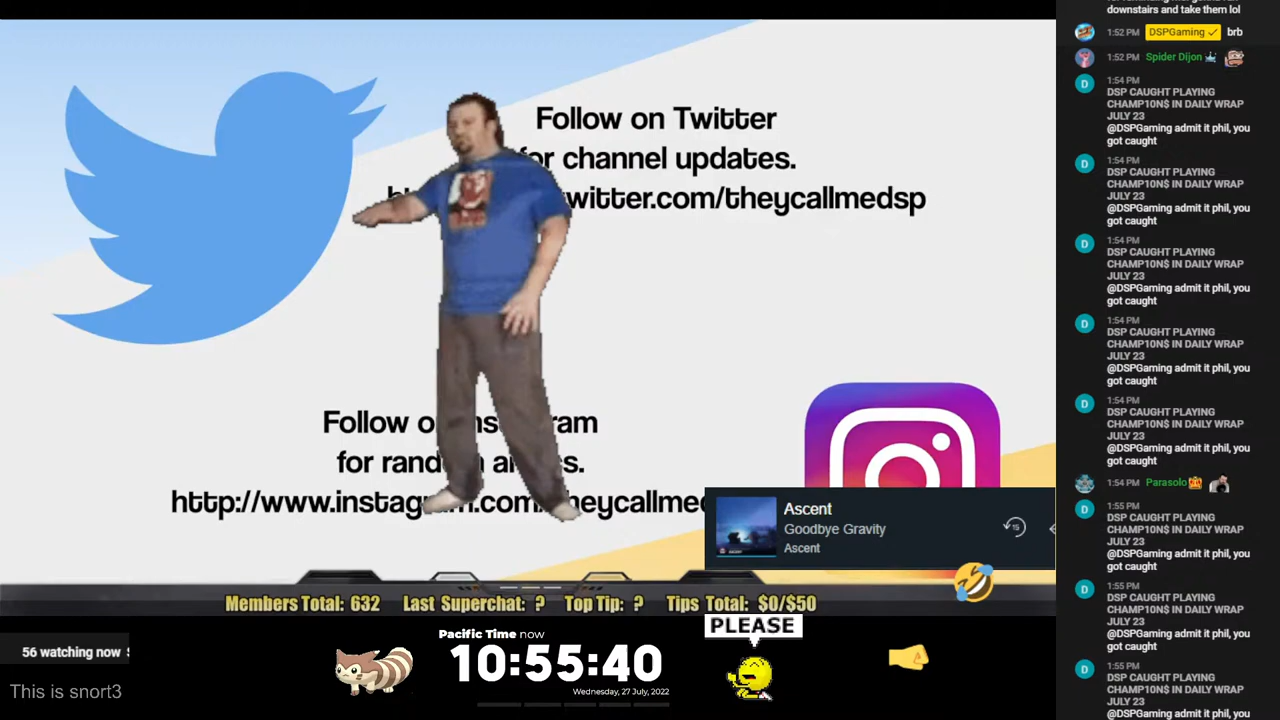 downstairs and take them lol
1:52 PM DSPGaming ✓ brb
1:52 PM Spider Dijon
1:54 PM
DSP CAUGHT PLAYING
CHAMP10N$ IN DAILY WRAP
JULY 23
@DSPGaming admit it phil, you
got caught
1:54 PM
DSP CAUGHT PLAYING
CHAMP10N$ IN DAILY WRAP
JULY 23
@DSPGaming admit it phil, you
got caught
1:54 PM
DSP CAUGHT PLAYING
CHAMP10N$ IN DAILY WRAP
JULY 23
@DSPGaming admit it phil, you
got caught
1:54 PM
DSP CAUGHT PLAYING
CHAMP10N$ IN DAILY WRAP
JULY 23
@DSPGaming admit it phil, you
got caught
1:54 PM
DSP CAUGHT PLAYING
CHAMP10N$ IN DAILY WRAP
JULY 23
@DSPGaming admit it phil, you
got caught
1:54 PM Parasolo
1:55 PM
DSP CAUGHT PLAYING
CHAMP10N$ IN DAILY WRAP
JULY 23
@DSPGaming admit it phil, you
got caught
1:55 PM
DSP CAUGHT PLAYING
CHAMP10N$ IN DAILY WRAP
JULY 23
@DSPGaming admit it phil, you
got caught
1:55 PM
DSP CAUGHT PLAYING
CHAMP10N$ IN DAILY WRAP
JULY 23
@DSPGaming admit it phil, you
D
D
D
D
D
D
D
D
Follow on Twitter
for channel updates.
witter.com/theycallmedsp
Follow on Instagram
for random
http://www.instagram.com/theycallmed
Ascent
Goodbye Gravity
Ascent
15
Members Total: 632 Last Superchat: ? Top Tip: ? Tips Total: $0/$50
56 watching now
This is snort3
Pacific Time now
10:55:40
Wednesday, 27 July, 2022
PLEASE